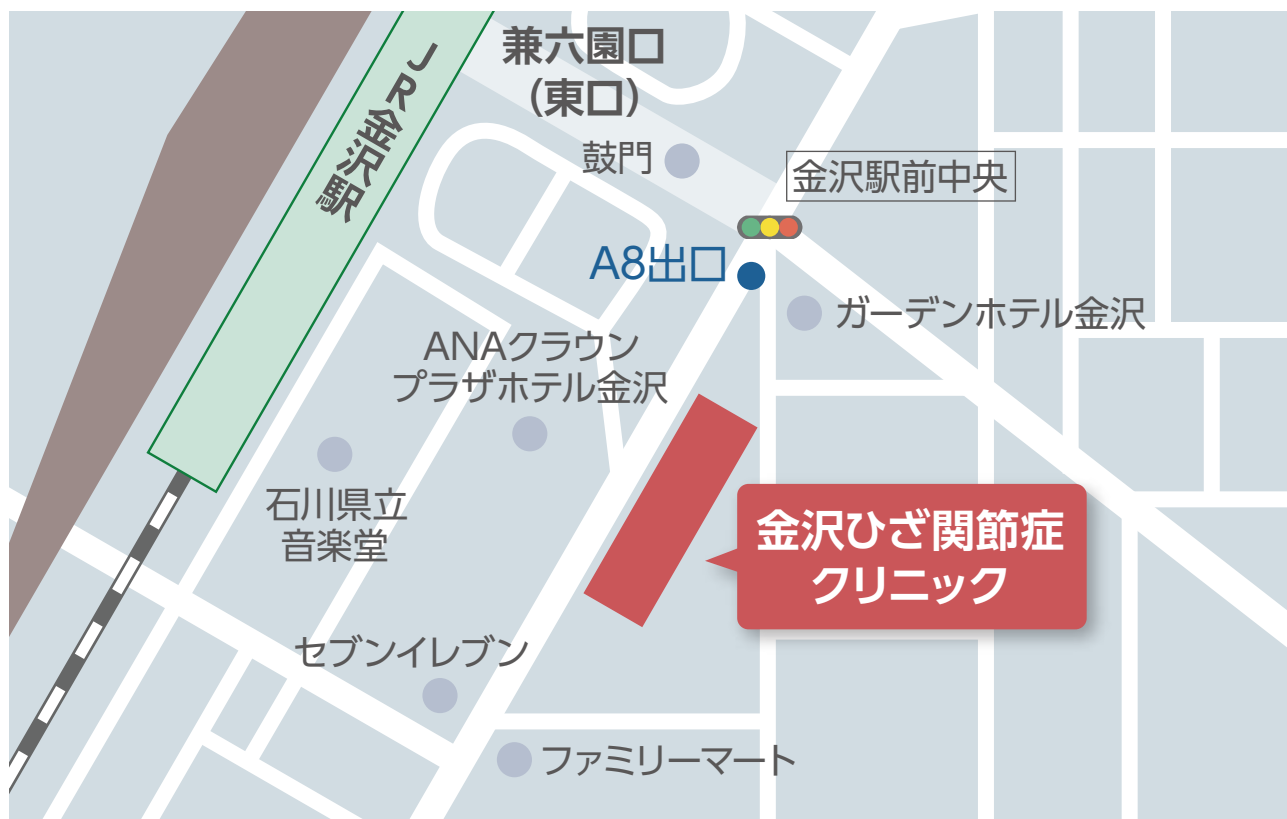 兼六園口
（東口）
JR金沢駅
鼓門
金沢駅前中央
A8出口
ガーデンホテル金沢
ANAクラウン
プラザホテル金沢
石川県立
音楽堂
金沢ひざ関節症
クリニック
セブンイレブン
ファミリーマート